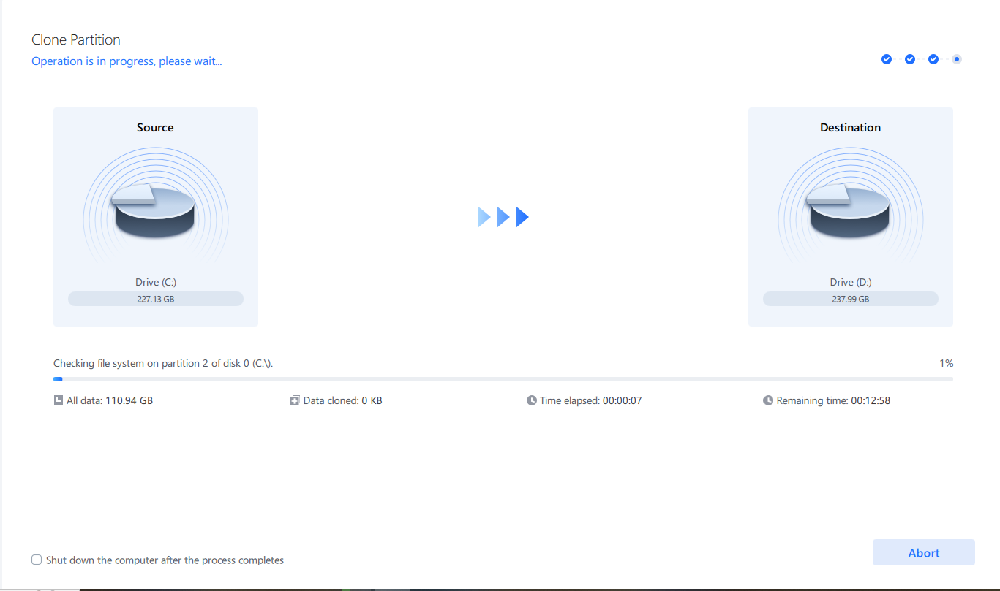 Clone Partition
Operation is in progress, please wait...
Source
Destination
Drive (C:)
227.13 GB
Drive (D:)
237.99 GB
Checking file system on partition 2 of disk 0 (C:\).
1%
All data: 110.94 GB
Data cloned: 0 KB
Time elapsed: 00:00:07
Remaining time: 00:12:58
Shut down the computer after the process completes
Abort